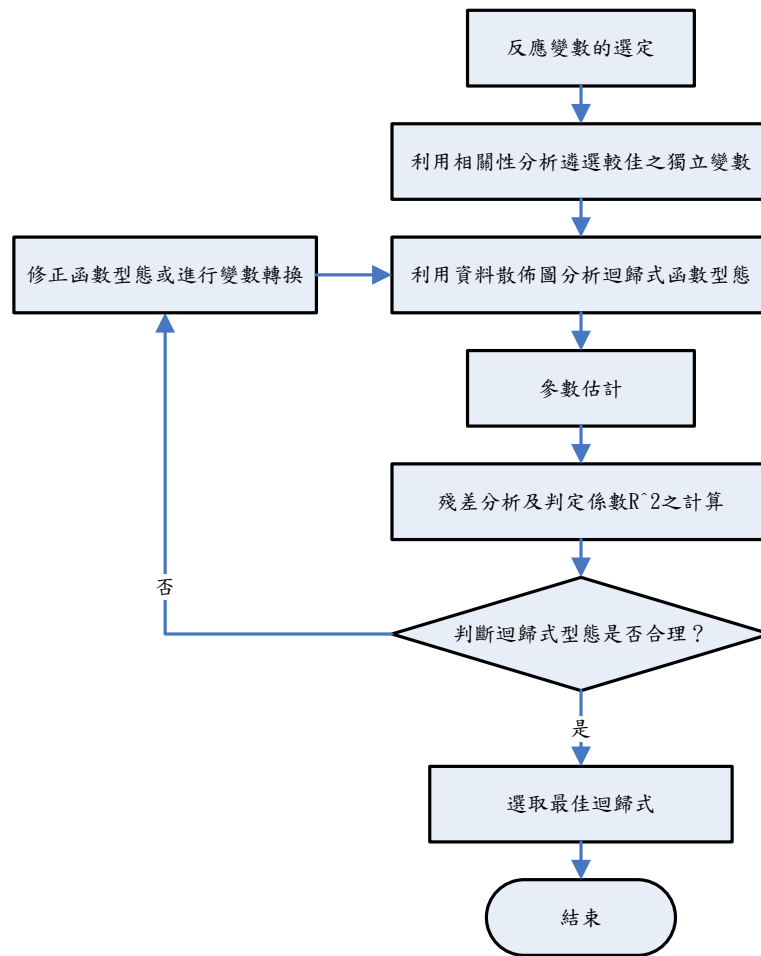 反應變數的選定
利用相關性分析遴選較佳之獨立變數
修正函數型態或進行變數轉換
利用資料散佈圖分析迴歸式函數型態
參數估計
殘差分析及判定係數R^2之計算
否
判斷迴歸式型態是否合理？
是
選取最佳迴歸式
結束